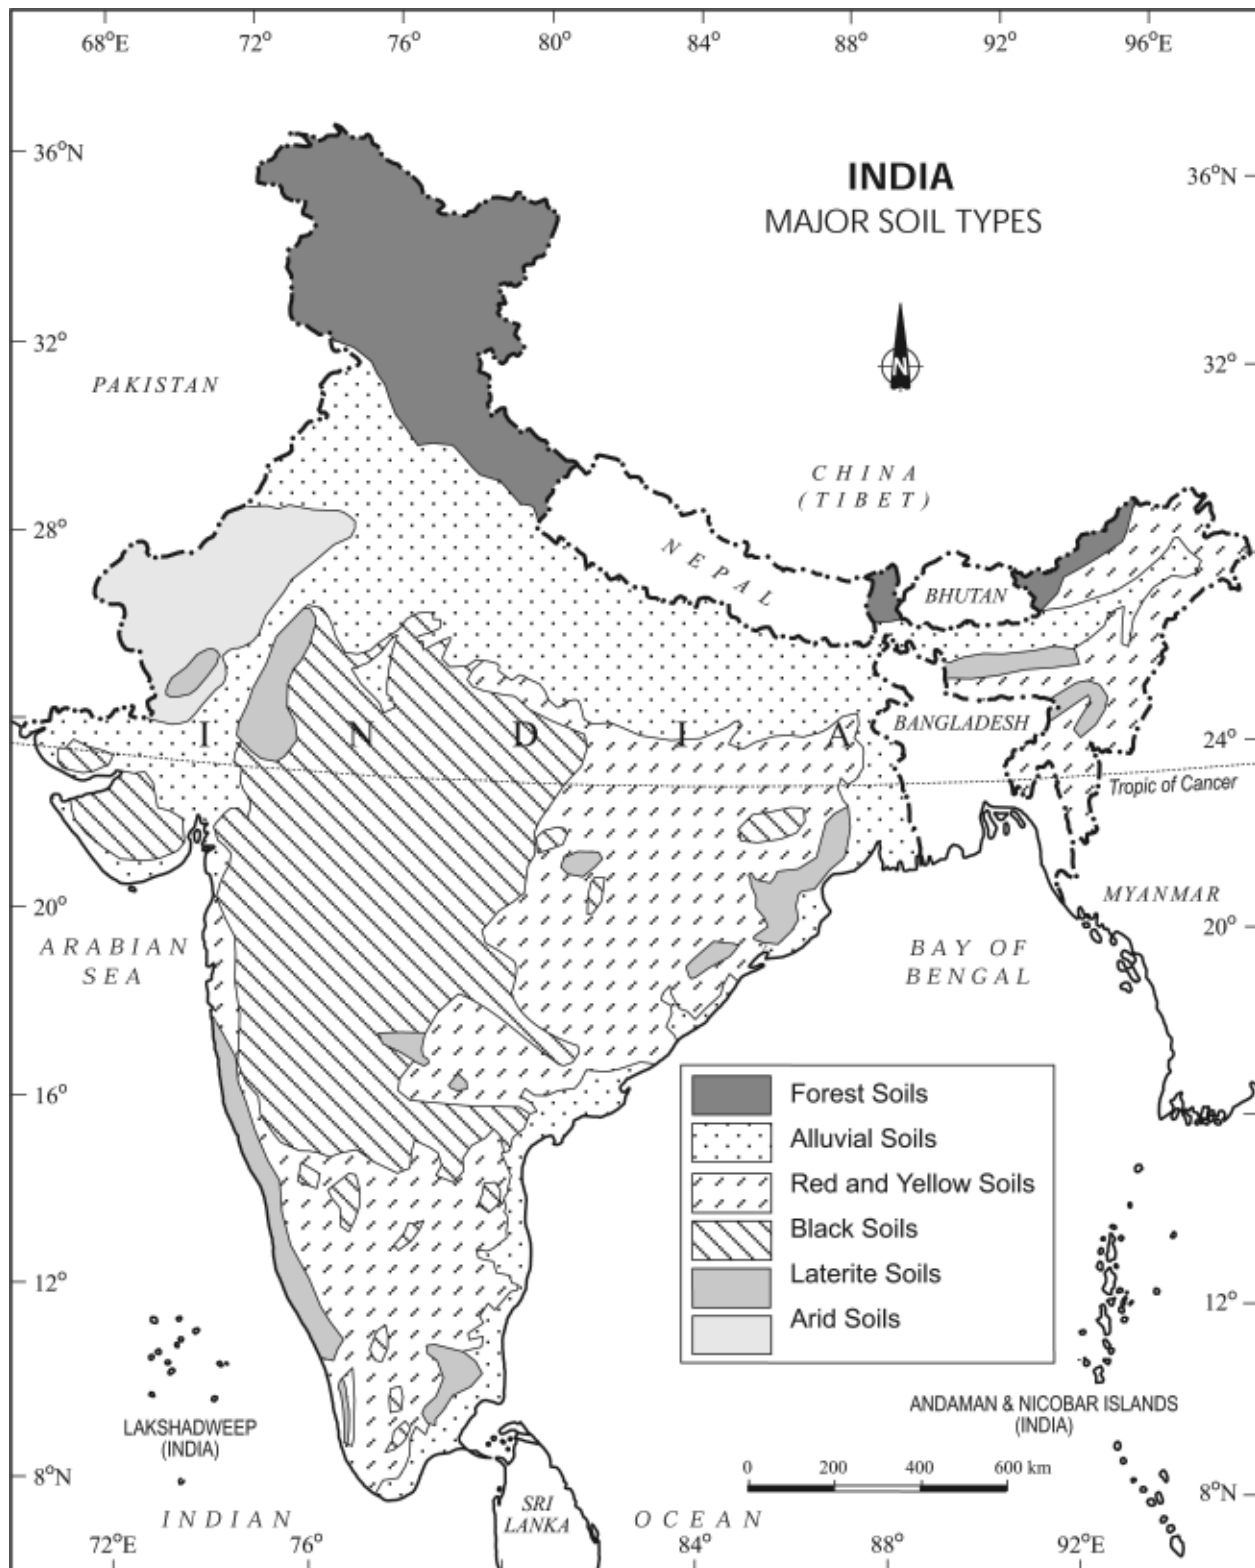 68°E 72° 76° 80° 84° 88° 92° 96°E
36°N
INDIA
MAJOR SOIL TYPES
36°N
N
32°
32°
PAKISTAN
CHINA
(TIBET)
28°
28°
NEPAL
BHUTAN
I N D I A
BANGLADESH
24°
Tropic of Cancer
MYANMAR
20°
20°
ARABIAN
SEA
BAY OF
BENGAL
16°
Forest Soils
Alluvial Soils
Red and Yellow Soils
Black Soils
Laterite Soils
Arid Soils
12°
12°
LAKSHADWEEP
(INDIA)
ANDAMAN & NICOBAR ISLANDS
(INDIA)
8°N
0 200 400 600 km
8°N
SRI
LANKA
INDIAN OCEAN
72°E 76° 84° 88° 92°E